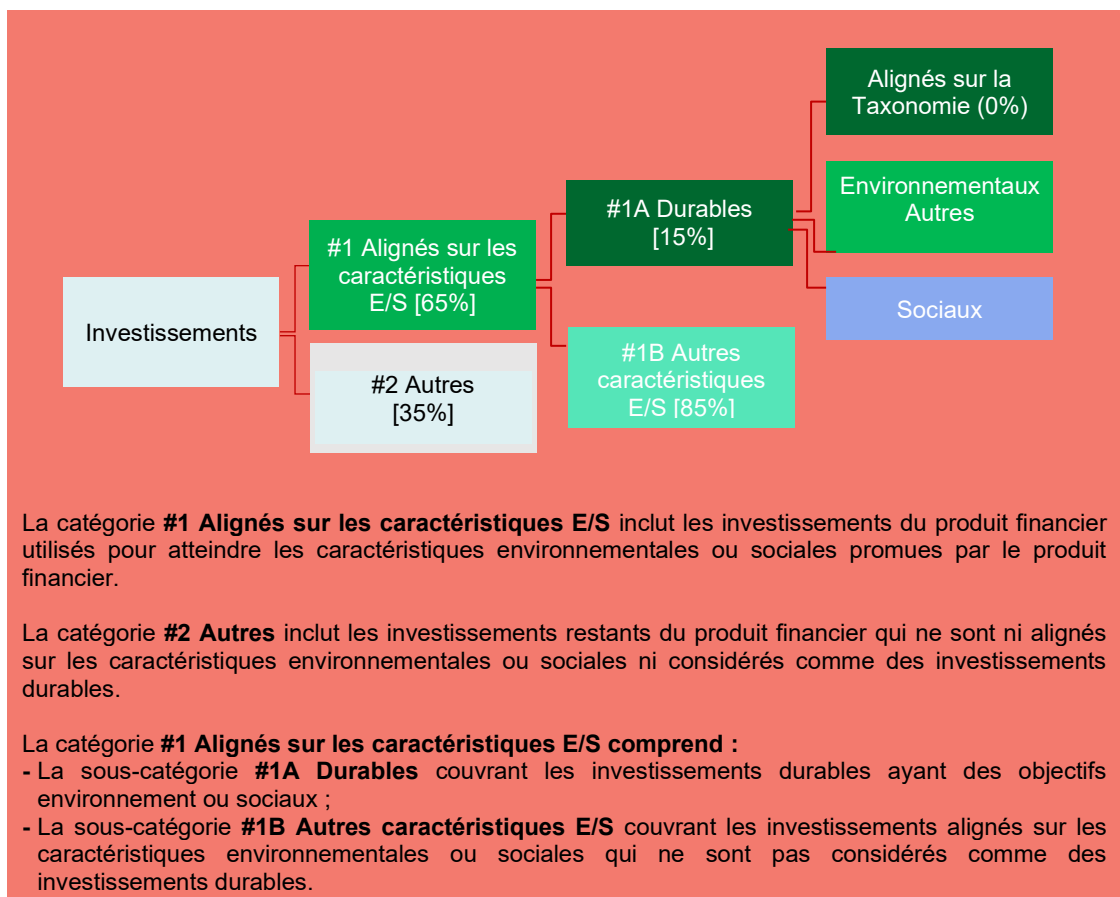 Alignés sur la
Taxonomie (0%)
Environnementaux
Autres
#1A Durables
[15%]
#1 Alignés sur les
caractéristiques
E/S [65%]
Sociaux
Investissements
#1B Autres
caractéristiques
E/S [85%]
#2 Autres
[35%]
La catégorie #1 Alignés sur les caractéristiques E/S inclut les investissements du produit financier
utilisés pour atteindre les caractéristiques environnementales ou sociales promues par le produit
financier.
La catégorie #2 Autres inclut les investissements restants du produit financier qui ne sont ni alignés
sur les caractéristiques environnementales ou sociales ni considérés comme des investissements
durables.
La catégorie #1 Alignés sur les caractéristiques E/S comprend :
- La sous-catégorie #1A Durables couvrant les investissements durables ayant des objectifs
environnement ou sociaux ;
- La sous-catégorie #1B Autres caractéristiques E/S couvrant les investissements alignés sur les
caractéristiques environnementales ou sociales qui ne sont pas considérés comme des
investissements durables.